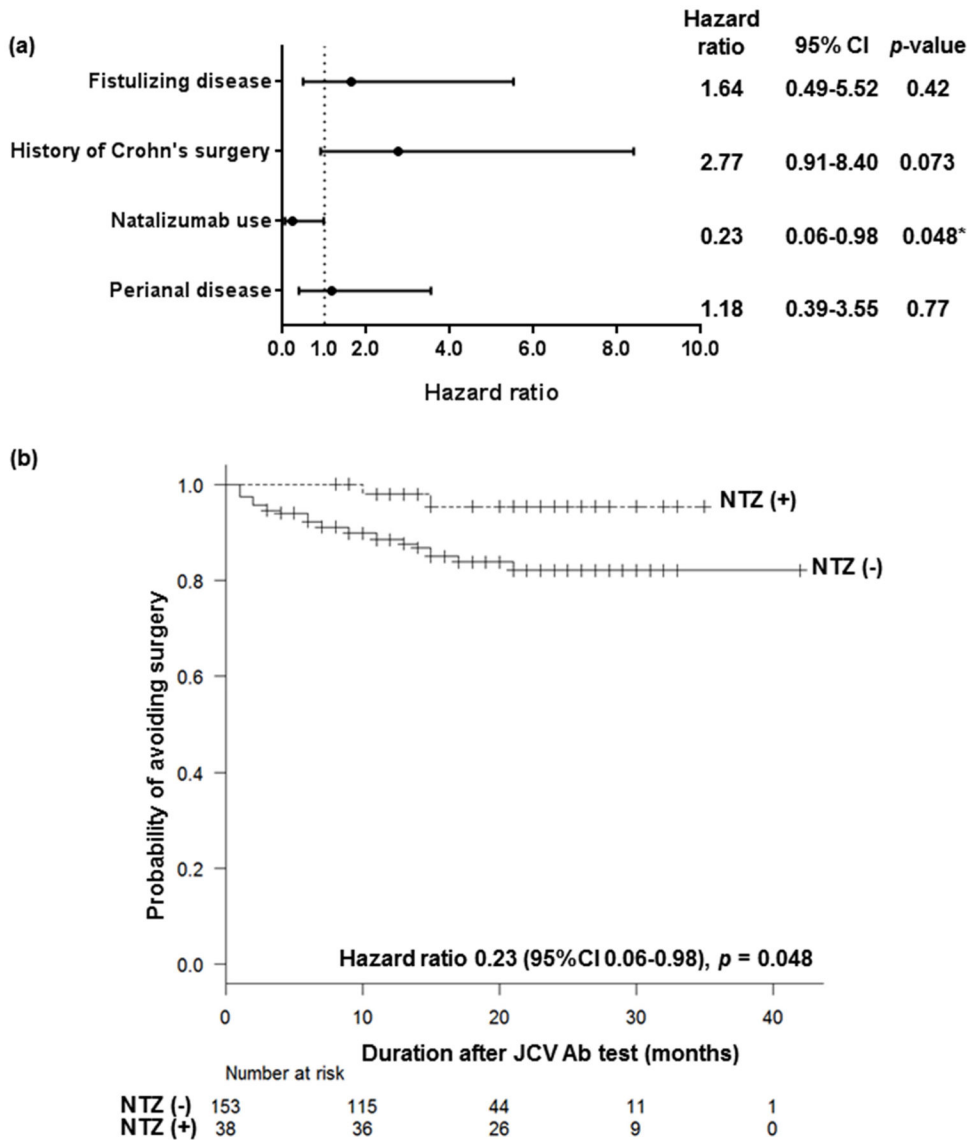 (a)
Hazard ratio 95% CI p-value
Fistulizing disease 1.64 0.49-5.52 0.42
History of Crohn's surgery 2.77 0.91-8.40 0.073
Natalizumab use 0.23 0.06-0.98 0.048*
Perianal disease 1.18 0.39-3.55 0.77
0.0 1.0 2.0 4.0 6.0 8.0 10.0
Hazard ratio
(b)
Probability of avoiding surgery
1.0
0.8
0.6
0.4
0.2
0.0
NTZ (+)
NTZ (-)
Hazard ratio 0.23 (95%CI 0.06-0.98), p = 0.048
0 10 20 30 40
Duration after JCV Ab test (months)
Number at risk
NTZ (-) 153 115 44 11 1
NTZ (+) 38 36 26 9 0